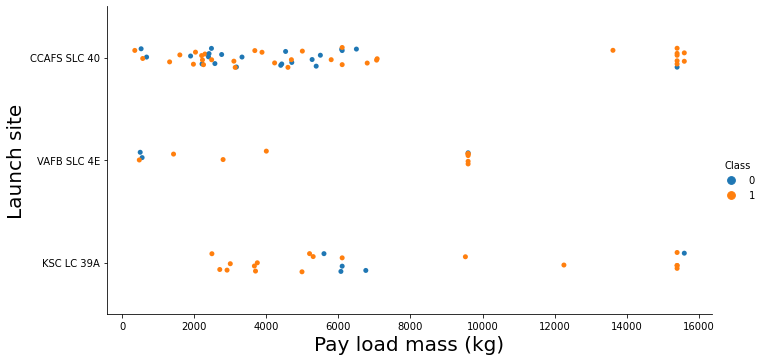 CCAFS SLC 40
VAFB SLC 4E
KSC LC 39A
Launch site
0 2000 4000 6000 8000 10000 12000 14000 16000
Pay load mass (kg)
Class
0
1